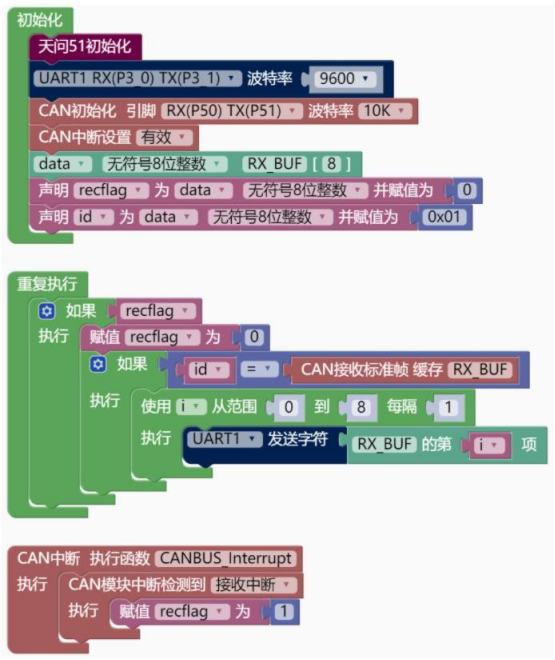 初始化
天问51初始化
UART1 RX(P3_0) TX(P3_1) 波特率 9600
CAN初始化 引脚 RX(P50) TX(P51) 波特率 10K
CAN中断设置 有效
data 无符号8位整数 RX_BUF [ 8 ]
声明 recflag 为 data 无符号8位整数 并赋值为 0
声明 id 为 data 无符号8位整数 并赋值为 0x01
重复执行
如果 recflag
执行 赋值 recflag 为 0
如果 id = CAN接收标准帧 缓存 RX_BUF
执行 使用 i 从范围 0 到 8 每隔 1
执行 UART1 发送字符 RX_BUF 的第 i 项
CAN中断 执行函数 CANBUS_Interrupt
执行 CAN模块中断检测到 接收中断
执行 赋值 recflag 为 1